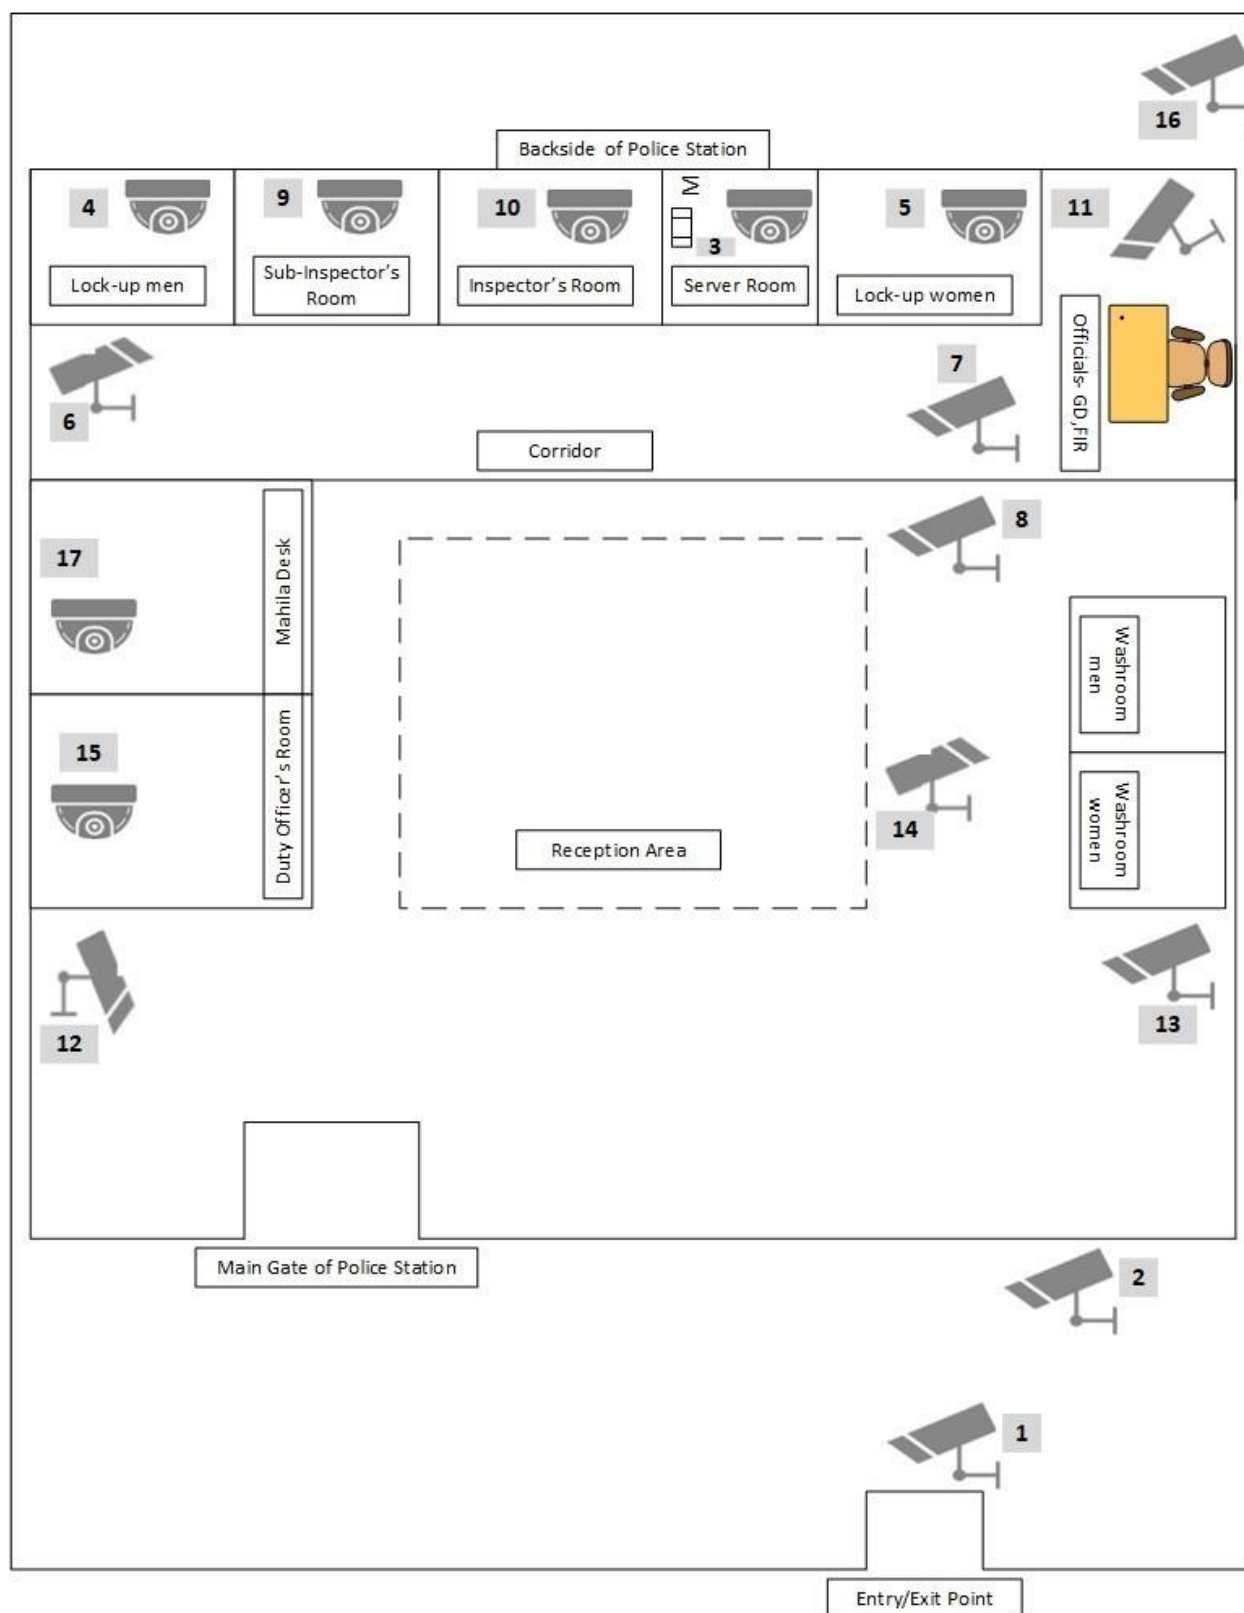 16
Backside of Police Station
4
9
10
M
3
5
11
Lock-up men
Sub-Inspector's
Room
Inspector's Room
Server Room
Lock-up women
Officials- GD,FIR
6
7
Corridor
17
Mahila Desk
8
Washroom
men
15
Duty Officer's Room
14
Reception Area
Washroom
women
12
13
Main Gate of Police Station
2
1
Entry/Exit Point